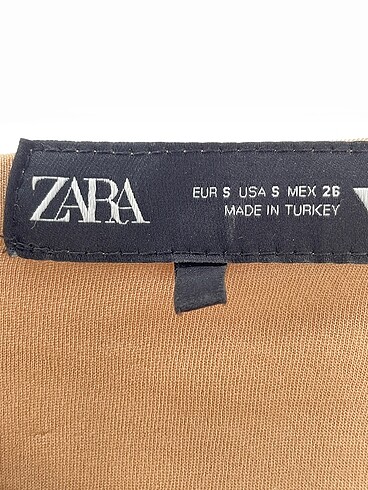 ZARA
EUR S USA S MEX 26
MADE IN TURKEY